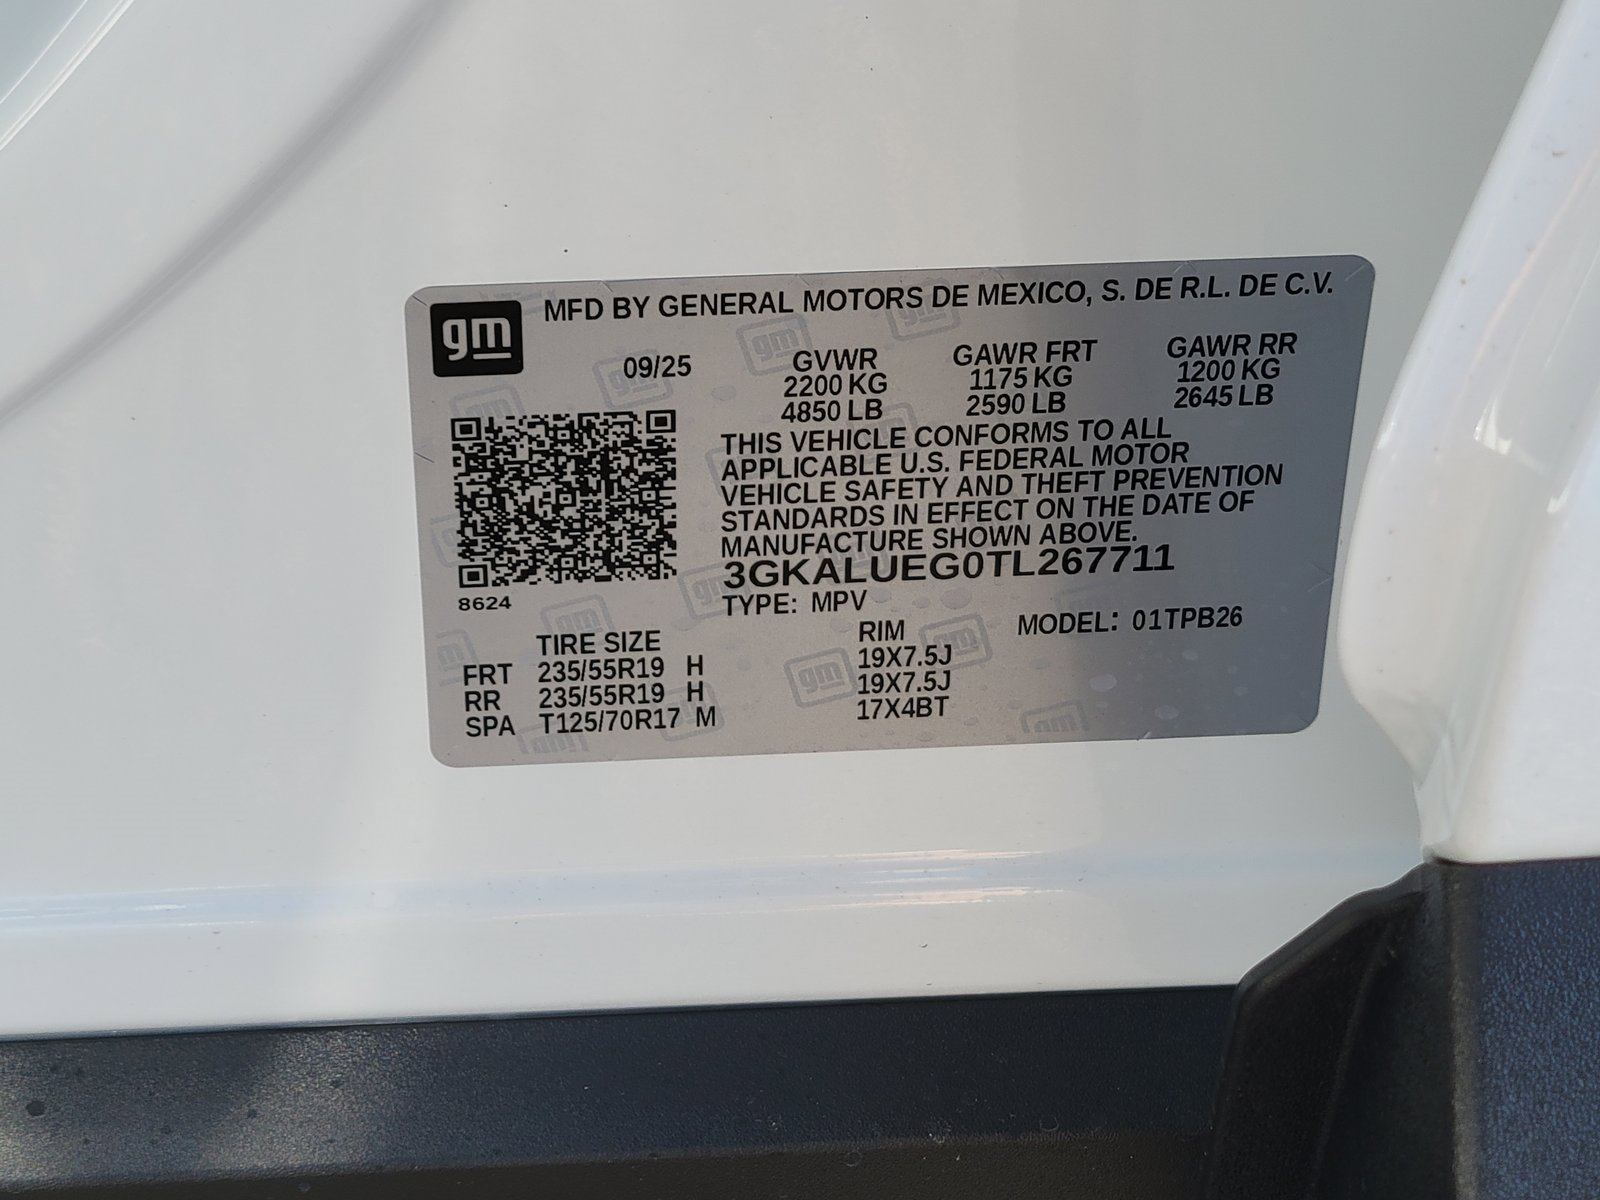 gm MFD BY GENERAL MOTORS DE MEXICO, S. DE R.L. DE C.V.
09/25 GVWR GAWR FRT GAWR RR
2200 KG 1175 KG 1200 KG
4850 LB 2590 LB 2645 LB
THIS VEHICLE CONFORMS TO ALL
APPLICABLE U.S. FEDERAL MOTOR
VEHICLE SAFETY AND THEFT PREVENTION
STANDARDS IN EFFECT ON THE DATE OF
MANUFACTURE SHOWN ABOVE.
3GKALUEG0TL267711
8624 TYPE: MPV MODEL: 01TPB26
TIRE SIZE RIM
FRT 235/55R19 H 19X7.5J
RR 235/55R19 H 19X7.5J
SPA T125/70R17 M 17X4BT